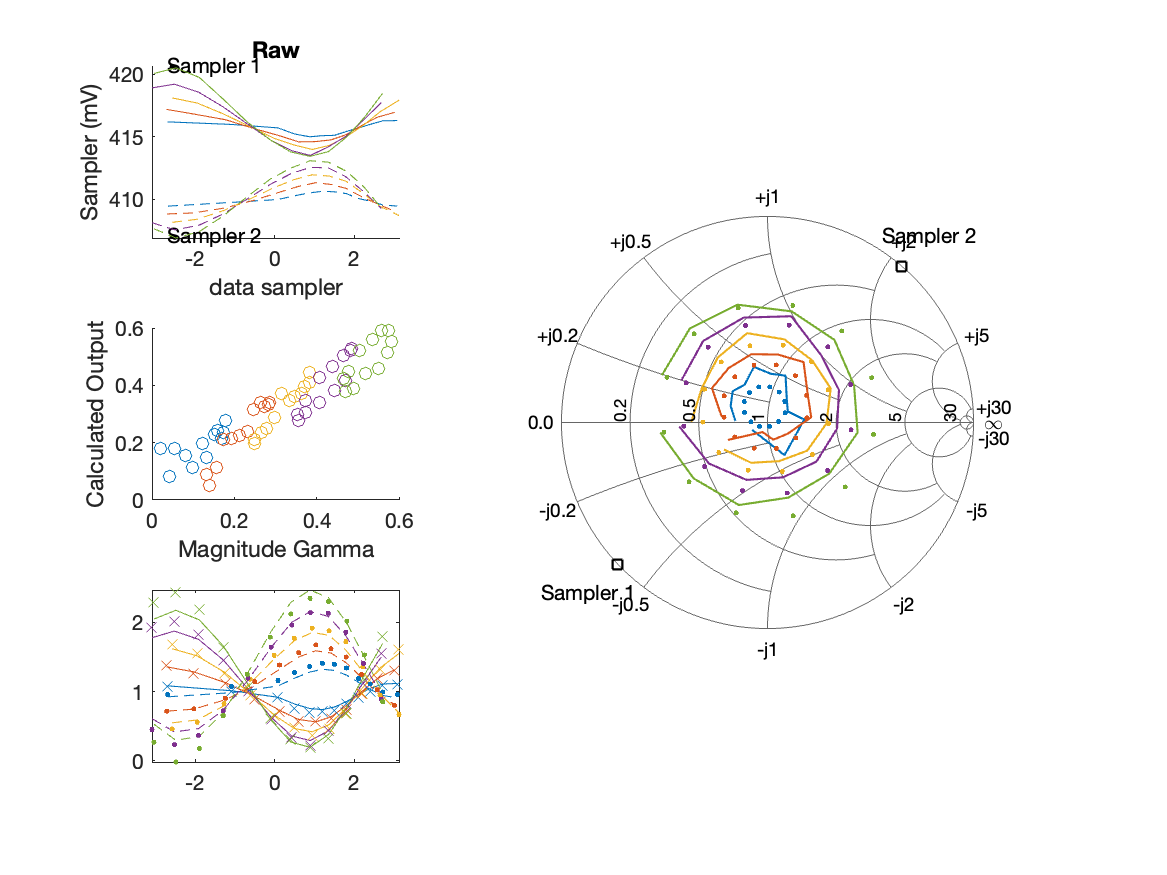 Raw
Sampler 1
420
415
410
Sampler (mV)
Sampler 2
-2 0 2
data sampler
0.6
0.4
0.2
0
Calculated Output
0 0.2 0.4 0.6
Magnitude Gamma
2
1
0
-2 0 2
+j1
+j0.5
+j2
Sampler 2
+j0.2
+j5
0.0
0.2
0.5
1
2
5
30
+j30
∞
-j30
-j0.2
-j5
Sampler 1
-j0.5
-j2
-j1